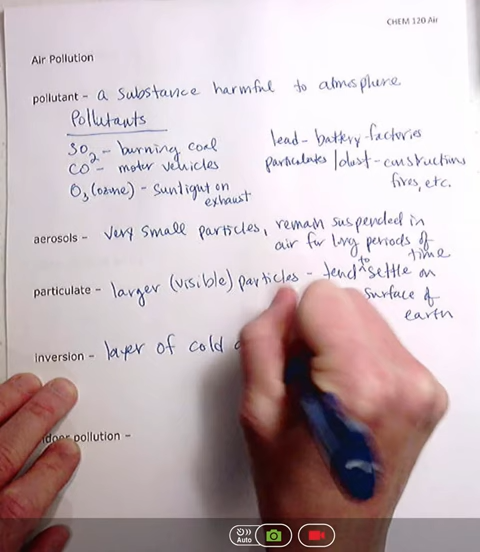 CHEM 120 Air
Air Pollution
pollutant - a substance harmful to atmosphere
Pollutants
SO2 - burning coal
CO - motor vehicles
O3 (ozone) - sunlight on
exhaust
lead - battery factories
particulates / dust - constructions
fires, etc.
aerosols - very small particles, remain suspended in
air for long periods of
time
particulate - larger (visible) particles - tend to settle on
surface of
earth
inversion - layer of cold
pollution -
Auto